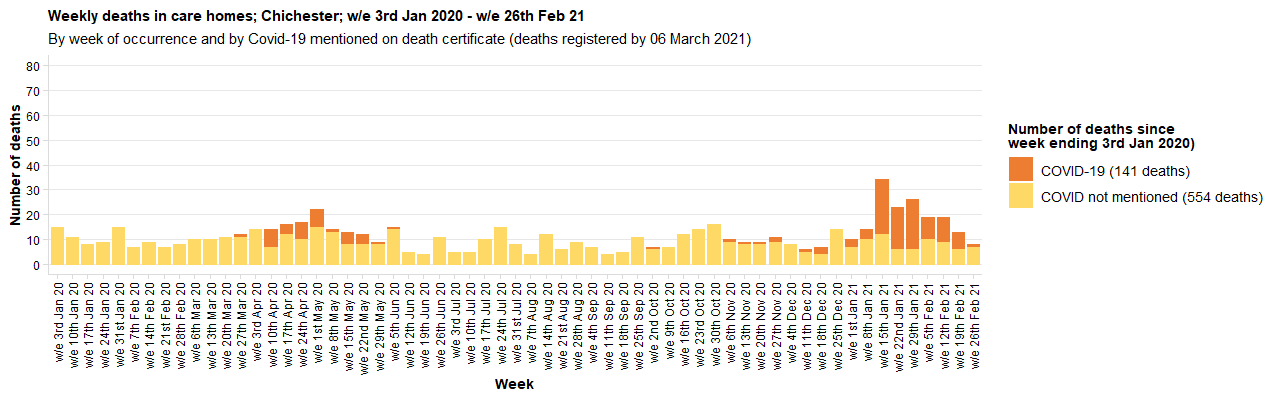 Weekly deaths in care homes; Chichester; w/e 3rd Jan 2020 - w/e 26th Feb 21
By week of occurrence and by Covid-19 mentioned on death certificate (deaths registered by 06 March 2021)
Number of deaths
80
70
60
50
40
30
20
10
0
w/e 3rd Jan 20
w/e 10th Jan 20
w/e 17th Jan 20
w/e 24th Jan 20
w/e 31st Jan 20
w/e 7th Feb 20
w/e 14th Feb 20
w/e 21st Feb 20
w/e 28th Feb 20
w/e 6th Mar 20
w/e 13th Mar 20
w/e 20th Mar 20
w/e 27th Mar 20
w/e 3rd Apr 20
w/e 10th Apr 20
w/e 17th Apr 20
w/e 24th Apr 20
w/e 1st May 20
w/e 8th May 20
w/e 15th May 20
w/e 22nd May 20
w/e 29th May 20
w/e 5th Jun 20
w/e 12th Jun 20
w/e 19th Jun 20
w/e 26th Jun 20
w/e 3rd Jul 20
w/e 10th Jul 20
w/e 17th Jul 20
w/e 24th Jul 20
w/e 31st Jul 20
w/e 7th Aug 20
w/e 14th Aug 20
w/e 21st Aug 20
w/e 28th Aug 20
w/e 4th Sep 20
w/e 11th Sep 20
w/e 18th Sep 20
w/e 25th Sep 20
w/e 2nd Oct 20
w/e 9th Oct 20
w/e 16th Oct 20
w/e 23rd Oct 20
w/e 30th Oct 20
w/e 6th Nov 20
w/e 13th Nov 20
w/e 20th Nov 20
w/e 27th Nov 20
w/e 4th Dec 20
w/e 11th Dec 20
w/e 18th Dec 20
w/e 25th Dec 20
w/e 1st Jan 21
w/e 8th Jan 21
w/e 15th Jan 21
w/e 22nd Jan 21
w/e 29th Jan 21
w/e 5th Feb 21
w/e 12th Feb 21
w/e 19th Feb 21
w/e 26th Feb 21
Week
Number of deaths since
week ending 3rd Jan 2020)
COVID-19 (141 deaths)
COVID not mentioned (554 deaths)